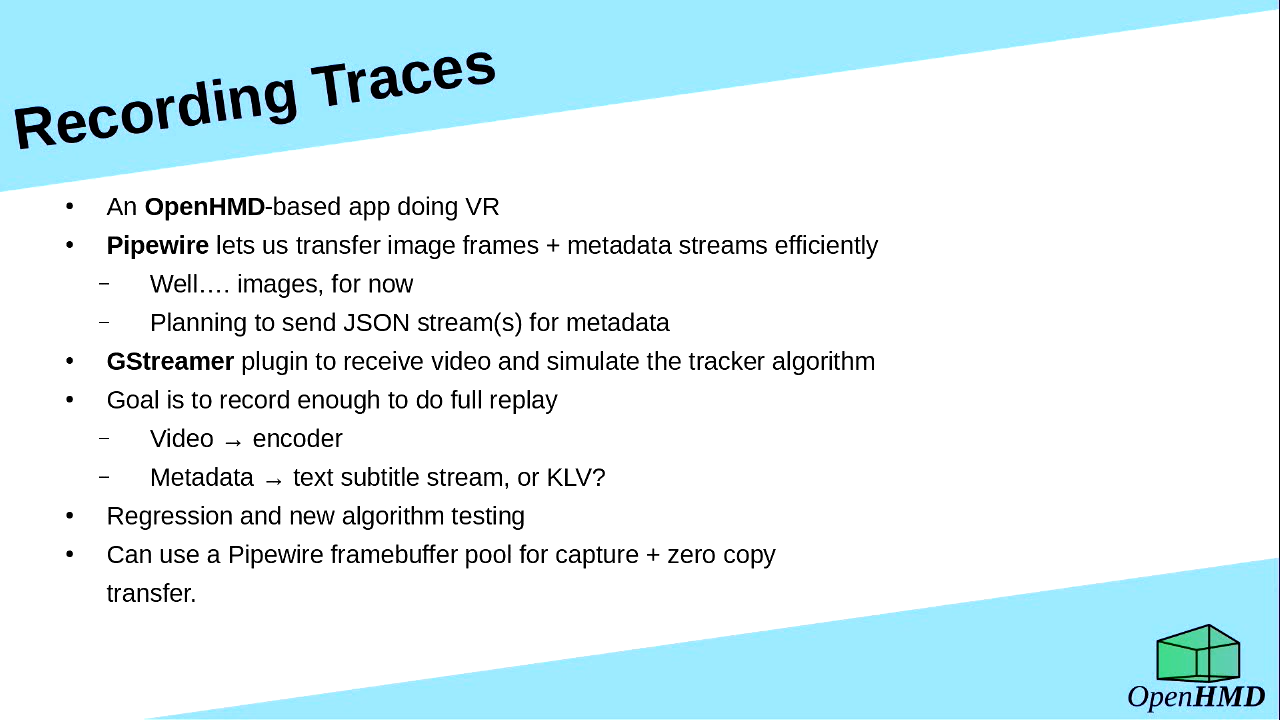 Recording Traces
• An OpenHMD-based app doing VR
• Pipewire lets us transfer image frames + metadata streams efficiently
– Well…. images, for now
– Planning to send JSON stream(s) for metadata
• GStreamer plugin to receive video and simulate the tracker algorithm
• Goal is to record enough to do full replay
– Video → encoder
– Metadata → text subtitle stream, or KLV?
• Regression and new algorithm testing
• Can use a Pipewire framebuffer pool for capture + zero copy
transfer.
OpenHMD